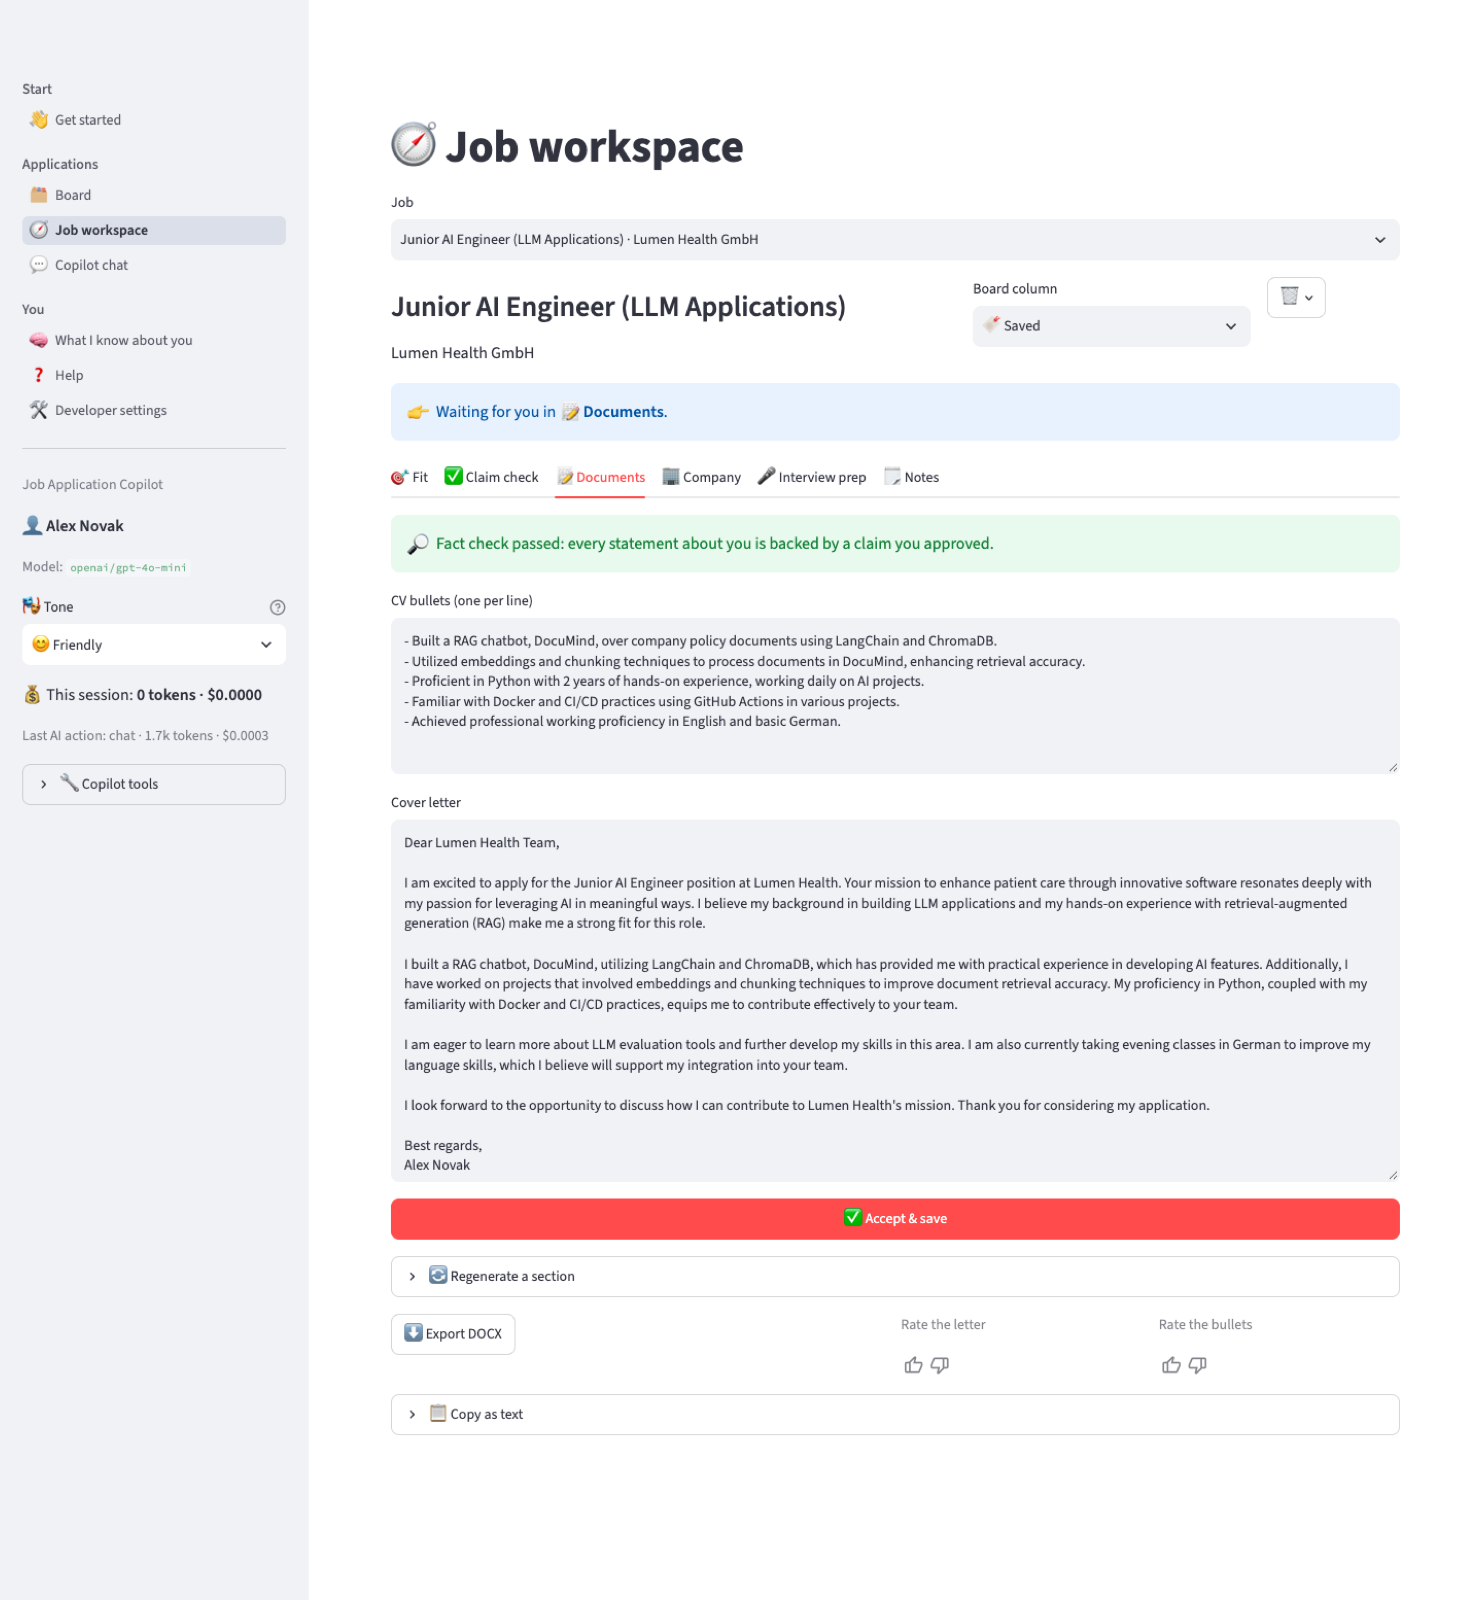 Start
Get started
Applications
Board
Job workspace
Copilot chat
You
What I know about you
Help
Developer settings
Job Application Copilot
Alex Novak
Model: openai/gpt-4o-mini
Tone
Friendly
This session: 0 tokens · $0.0000
Last AI action: chat · 1.7k tokens · $0.0003
Copilot tools
Job workspace
Job
Junior AI Engineer (LLM Applications) · Lumen Health GmbH
Junior AI Engineer (LLM Applications)
Board column
Saved
Lumen Health GmbH
Waiting for you in Documents.
Fit Claim check Documents Company Interview prep Notes
Fact check passed: every statement about you is backed by a claim you approved.
CV bullets (one per line)
- Built a RAG chatbot, DocuMind, over company policy documents using LangChain and ChromaDB.
- Utilized embeddings and chunking techniques to process documents in DocuMind, enhancing retrieval accuracy.
- Proficient in Python with 2 years of hands-on experience, working daily on AI projects.
- Familiar with Docker and CI/CD practices using GitHub Actions in various projects.
- Achieved professional working proficiency in English and basic German.
Cover letter
Dear Lumen Health Team,
I am excited to apply for the Junior AI Engineer position at Lumen Health. Your mission to enhance patient care through innovative software resonates deeply with
my passion for leveraging AI in meaningful ways. I believe my background in building LLM applications and my hands-on experience with retrieval-augmented
generation (RAG) make me a strong fit for this role.
I built a RAG chatbot, DocuMind, utilizing LangChain and ChromaDB, which has provided me with practical experience in developing AI features. Additionally, I
have worked on projects that involved embeddings and chunking techniques to improve document retrieval accuracy. My proficiency in Python, coupled with my
familiarity with Docker and CI/CD practices, equips me to contribute effectively to your team.
I am eager to learn more about LLM evaluation tools and further develop my skills in this area. I am also currently taking evening classes in German to improve my
language skills, which I believe will support my integration into your team.
I look forward to the opportunity to discuss how I can contribute to Lumen Health's mission. Thank you for considering my application.
Best regards,
Alex Novak
Accept & save
Regenerate a section
Export DOCX
Rate the letter
Rate the bullets
Copy as text